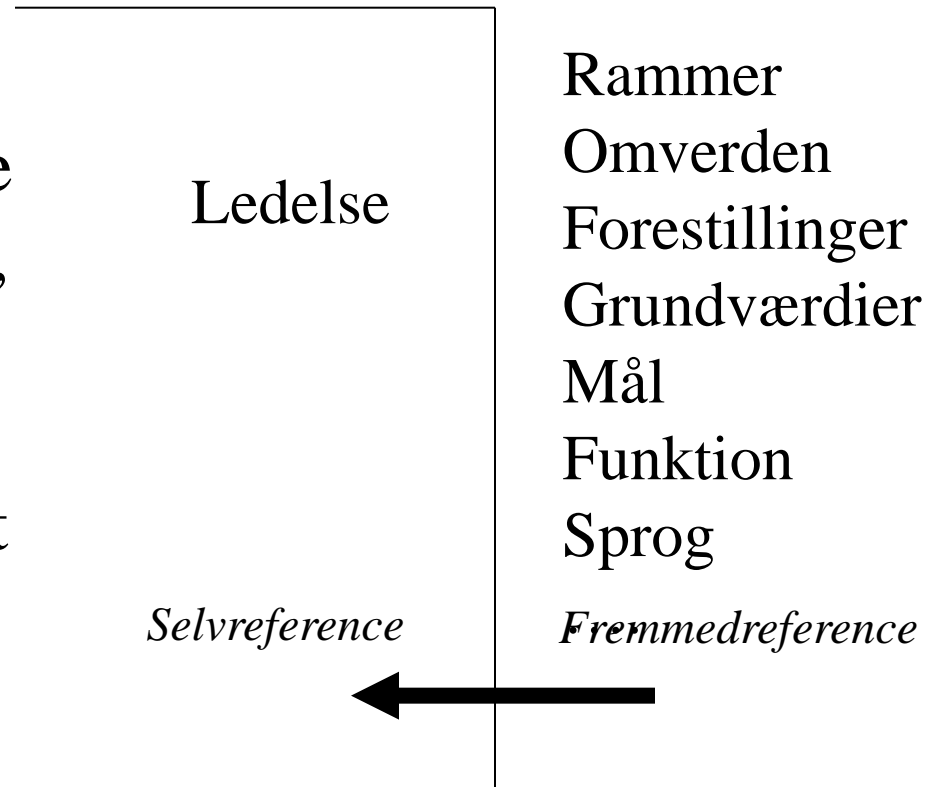 Ledelse
Selvreference
Rammer
Omverden
Forestillinger
Grundværdier
Mål
Funktion
Sprog
....
Fremmedreference